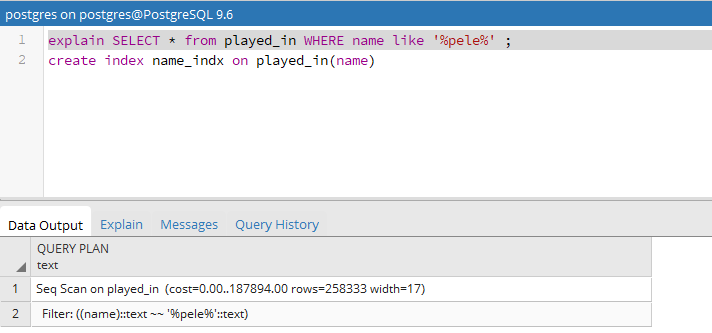 postgres on postgres@PostgreSQL 9.6
1 explain SELECT * from played_in WHERE name like '%pele%' ;
2 create index name_indx on played_in(name)
Data Output Explain Messages Query History
QUERY PLAN
text
1 Seq Scan on played_in (cost=0.00..187894.00 rows=258333 width=17)
2 Filter: ((name)::text ~~ '%pele%'::text)